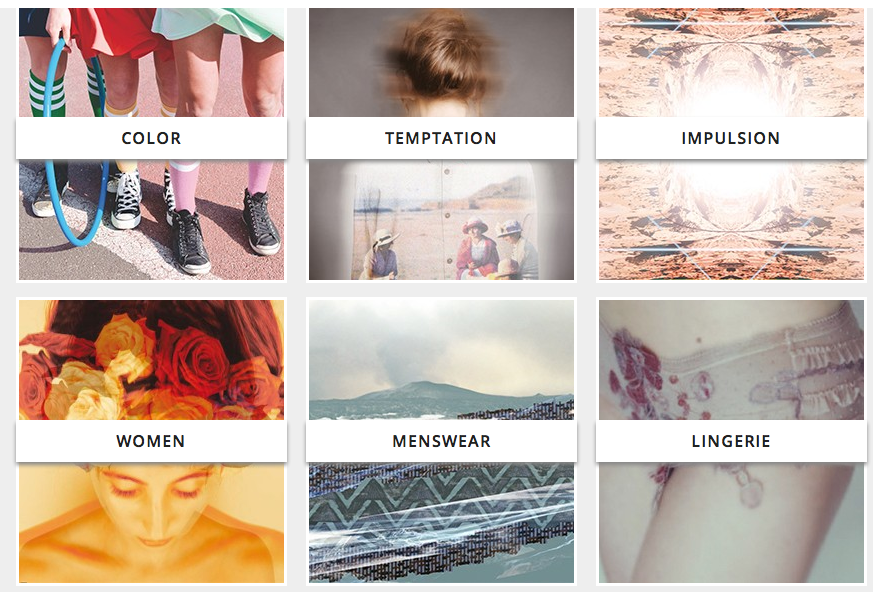 COLOR
TEMPTATION
IMPULSION
WOMEN
MENSWEAR
LINGERIE